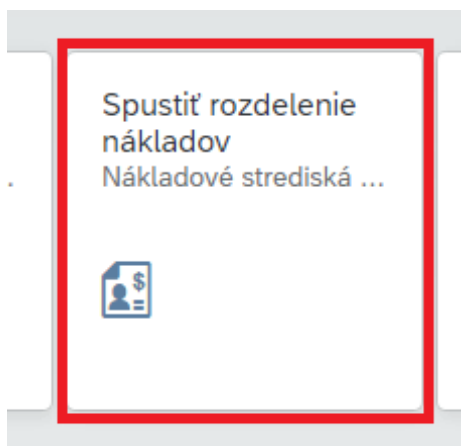 Spustiť rozdelenie
nákladov
Nákladové strediská ...
.
$